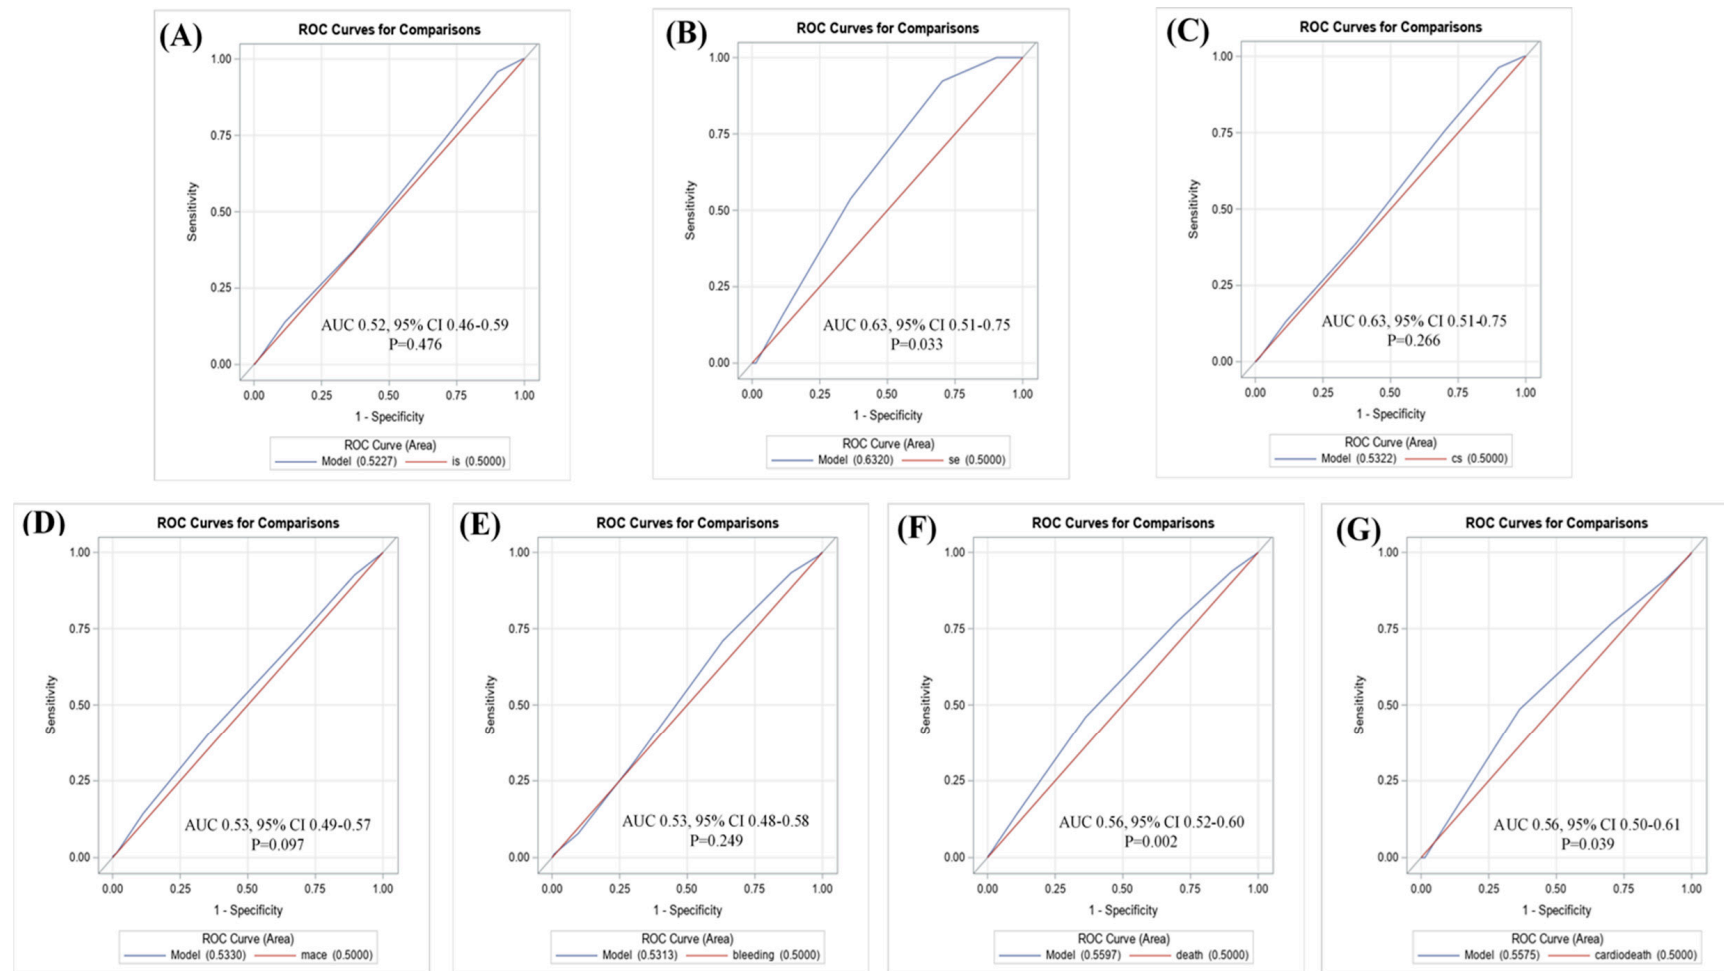 (A)
ROC Curves for Comparisons
1.00
0.75
0.50
0.25
0.00
Sensitivity
AUC 0.52, 95% CI 0.46-0.59
P=0.476
0.00 0.25 0.50 0.75 1.00
1 - Specificity
ROC Curve (Area)
Model (0.5227) is (0.5000)
(B)
ROC Curves for Comparisons
1.00
0.75
0.50
0.25
0.00
Sensitivity
AUC 0.63, 95% CI 0.51-0.75
P=0.033
0.00 0.25 0.50 0.75 1.00
1 - Specificity
ROC Curve (Area)
Model (0.6320) se (0.5000)
(C)
ROC Curves for Comparisons
1.00
0.75
0.50
0.25
0.00
Sensitivity
AUC 0.63, 95% CI 0.51-0.75
P=0.266
0.00 0.25 0.50 0.75 1.00
1 - Specificity
ROC Curve (Area)
Model (0.5322) cs (0.5000)
(D)
ROC Curves for Comparisons
1.00
0.75
0.50
0.25
0.00
Sensitivity
AUC 0.53, 95% CI 0.49-0.57
P=0.097
0.00 0.25 0.50 0.75 1.00
1 - Specificity
ROC Curve (Area)
Model (0.5330) mace (0.5000)
(E)
ROC Curves for Comparisons
1.00
0.75
0.50
0.25
0.00
Sensitivity
AUC 0.53, 95% CI 0.48-0.58
P=0.249
0.00 0.25 0.50 0.75 1.00
1 - Specificity
ROC Curve (Area)
Model (0.5313) bleeding (0.5000)
(F)
ROC Curves for Comparisons
1.00
0.75
0.50
0.25
0.00
Sensitivity
AUC 0.56, 95% CI 0.52-0.60
P=0.002
0.00 0.25 0.50 0.75 1.00
1 - Specificity
ROC Curve (Area)
Model (0.5597) death (0.5000)
(G)
ROC Curves for Comparisons
1.00
0.75
0.50
0.25
0.00
Sensitivity
AUC 0.56, 95% CI 0.50-0.61
P=0.039
0.00 0.25 0.50 0.75 1.00
1 - Specificity
ROC Curve (Area)
Model (0.5575) cardiodeath (0.5000)